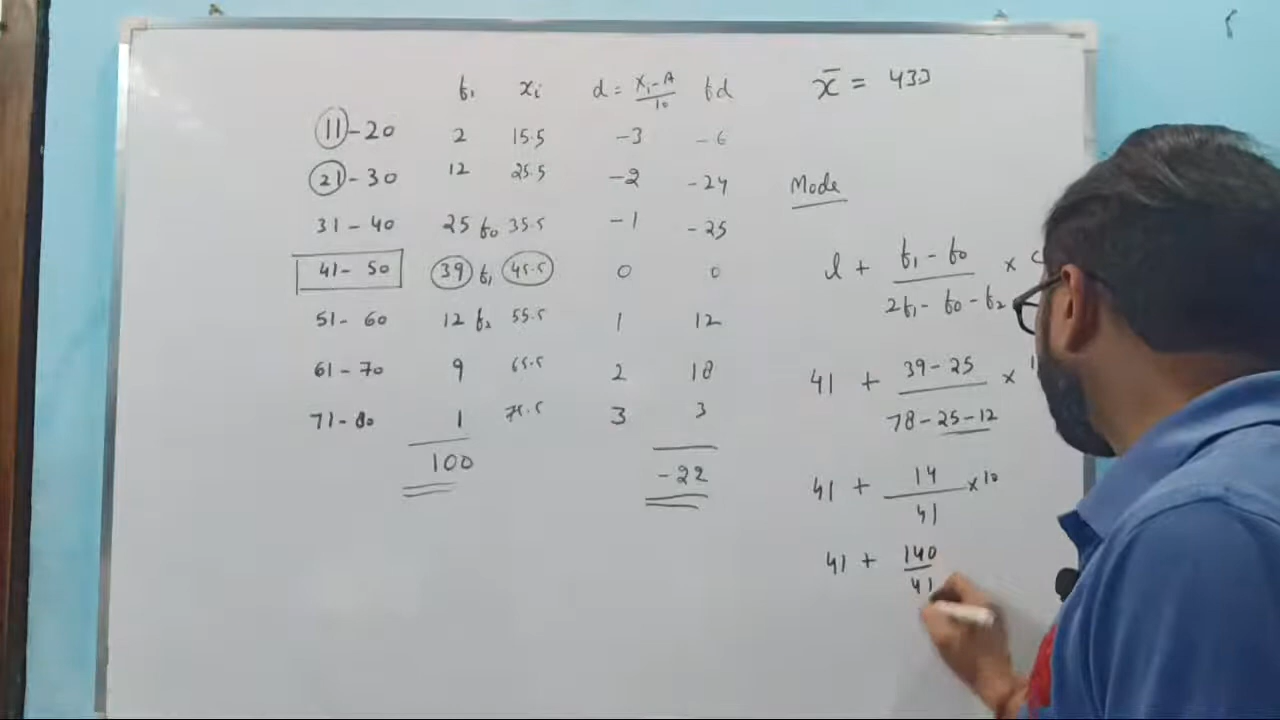 f₁ xᵢ d = xᵢ-A/10 fd
11-20 2 15.5 -3 -6
21-30 12 25.5 -2 -24
31-40 25 f₀ 35.5 -1 -25
41-50 39 f₁ 45.5 0 0
51-60 12 f₂ 55.5 1 12
61-70 9 65.5 2 18
71-80 1 75.5 3 3
100 -22
x̄ = 433
Mode
l + f₁-f₀/2f₁-f₀-f₂ ×
41 + 39-25/78-25-12 ×
41 + 14/41 × 10
41 + 140/41